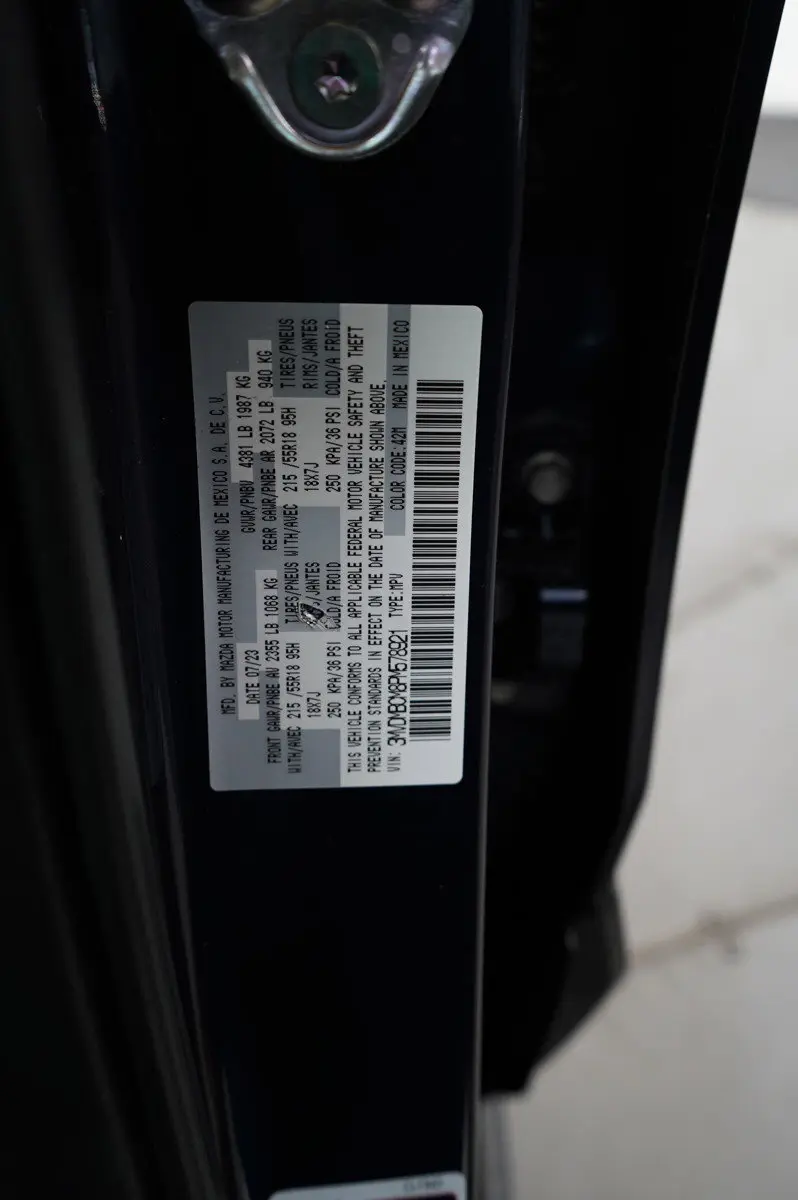 MFD. BY MAZDA MOTOR MANUFACTURING DE MEXICO S.A. DE C.V.
DATE 07/23 GVWR/PNBV 4381 LB 1987 KG
FRONT GAWR/PNBE AV 2355 LB 1068 KG REAR GAWR/PNBE AR 2072 LB 940 KG
WITH/AVEC 215 /55R18 95H TIRES/PNEUS WITH/AVEC 215 /55R18 95H TIRES/PNEUS
18X7J /JANTES 18X7J RIMS/JANTES
250 KPA/36 PSI COLD/A FROID 250 KPA/36 PSI COLD/A FROID
THIS VEHICLE CONFORMS TO ALL APPLICABLE FEDERAL MOTOR VEHICLE SAFETY AND THEFT
PREVENTION STANDARDS IN EFFECT ON THE DATE OF MANUFACTURE SHOWN ABOVE.
VIN: 3MVDMBCM8PM578921 TYPE:MPV COLOR CODE:42M MADE IN MEXICO